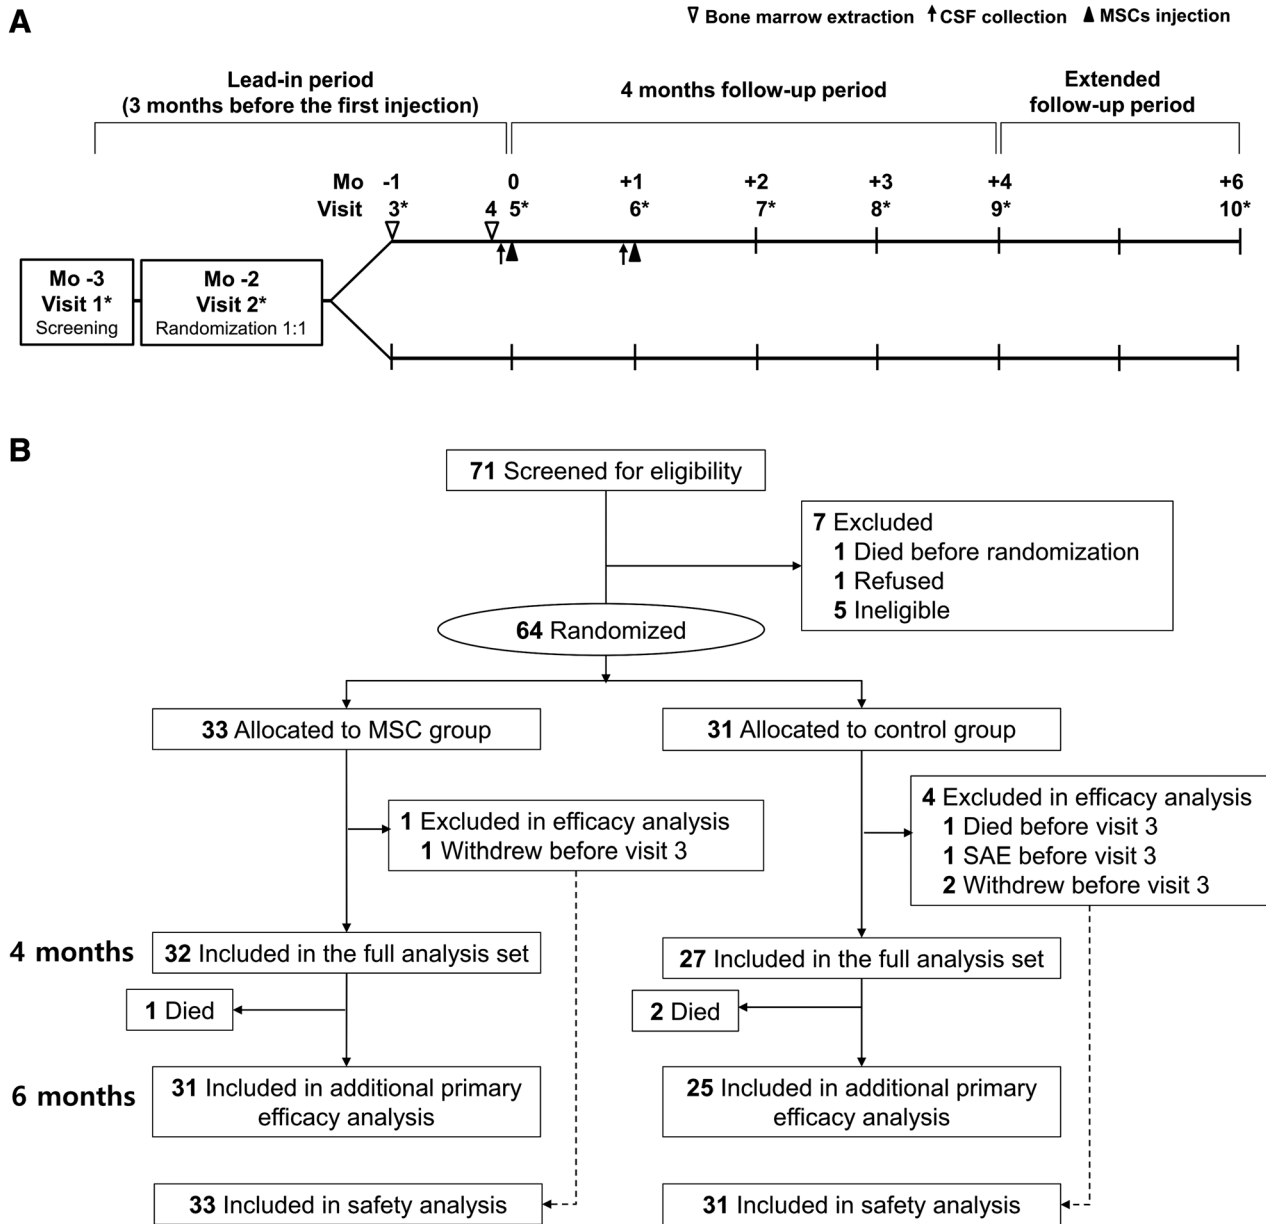 A
Bone marrow extraction CSF collection MSCs injection
Lead-in period
(3 months before the first injection)
4 months follow-up period
Extended
follow-up period
Mo -1 0 +1 +2 +3 +4 +6
Visit 3* 4 5* 6* 7* 8* 9* 10*
Mo -3
Visit 1*
Screening
Mo -2
Visit 2*
Randomization 1:1
B
71 Screened for eligibility
7 Excluded
1 Died before randomization
1 Refused
5 Ineligible
64 Randomized
33 Allocated to MSC group
31 Allocated to control group
1 Excluded in efficacy analysis
1 Withdrew before visit 3
4 Excluded in efficacy analysis
1 Died before visit 3
1 SAE before visit 3
2 Withdrew before visit 3
4 months
32 Included in the full analysis set
27 Included in the full analysis set
1 Died
2 Died
6 months
31 Included in additional primary
efficacy analysis
25 Included in additional primary
efficacy analysis
33 Included in safety analysis
31 Included in safety analysis